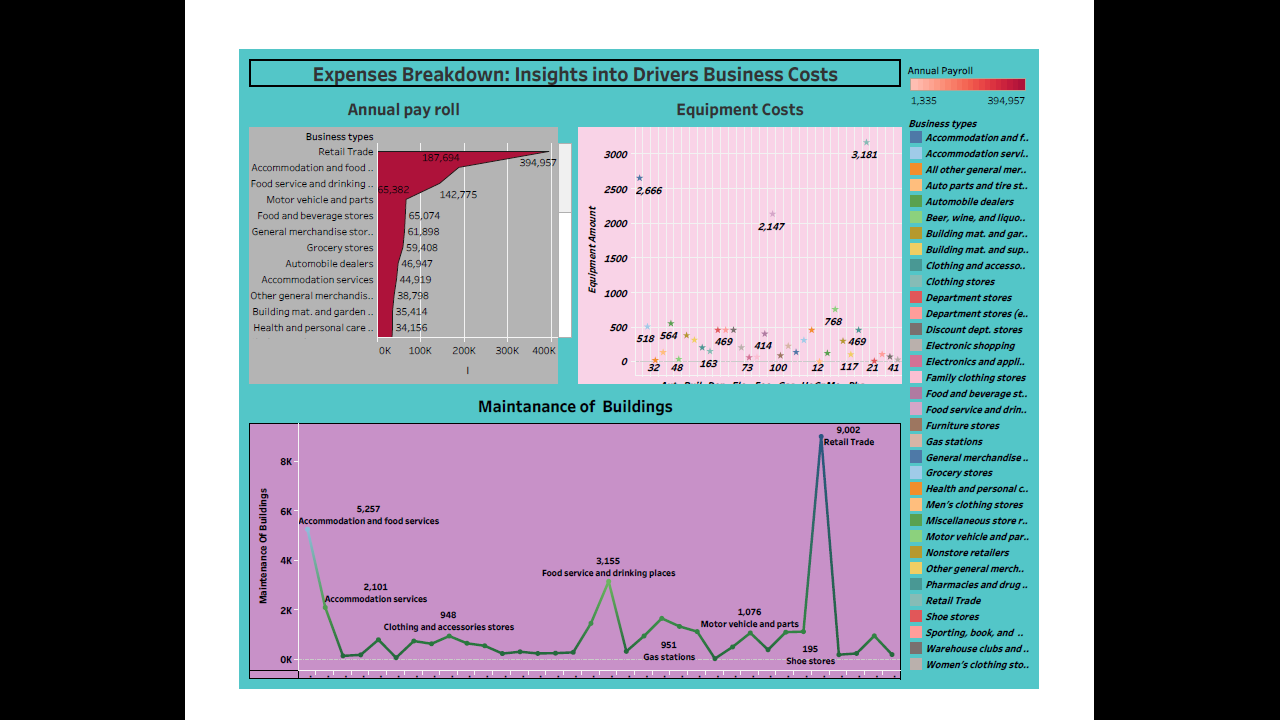 Expenses Breakdown: Insights into Drivers Business Costs
Annual pay roll
Business types
Retail Trade
Accommodation and food ..
Food service and drinking ..
Motor vehicle and parts
Food and beverage stores
General merchandise stor..
Grocery stores
Automobile dealers
Accommodation services
Other general merchandis..
Building mat. and garden ..
Health and personal care ..
187,694
394,957
65,382
142,775
65,074
61,898
59,408
46,947
44,919
38,798
35,414
34,156
0K 100K 200K 300K 400K
Equipment Costs
Equipment Amount
3000
2500
2000
1500
1000
500
0
3,181
2,666
2,147
768
518 564 469 414 469
32 48 163 73 100 12 117 21 41
Annual Payroll
1,335 394,957
Business types
Accommodation and f..
Accommodation servi..
All other general mer..
Auto parts and tire st..
Automobile dealers
Beer, wine, and liquo..
Building mat. and gar..
Building mat. and sup..
Clothing and accesso..
Clothing stores
Department stores
Department stores (e..
Discount dept. stores
Electronic shopping
Electronics and appli..
Family clothing stores
Food and beverage st..
Food service and drin..
Furniture stores
Gas stations
General merchandise ..
Grocery stores
Health and personal c..
Men's clothing stores
Miscellaneous store r..
Motor vehicle and par..
Nonstore retailers
Other general merch..
Pharmacies and drug ..
Retail Trade
Shoe stores
Sporting, book, and ..
Warehouse clubs and ..
Women's clothing sto..
Maintanance of Buildings
Maintenance Of Buildings
8K
6K
4K
2K
0K
9,002
Retail Trade
5,257
Accommodation and food services
3,155
Food service and drinking places
2,101
Accommodation services
948
Clothing and accessories stores
1,076
Motor vehicle and parts
951
Gas stations
195
Shoe stores